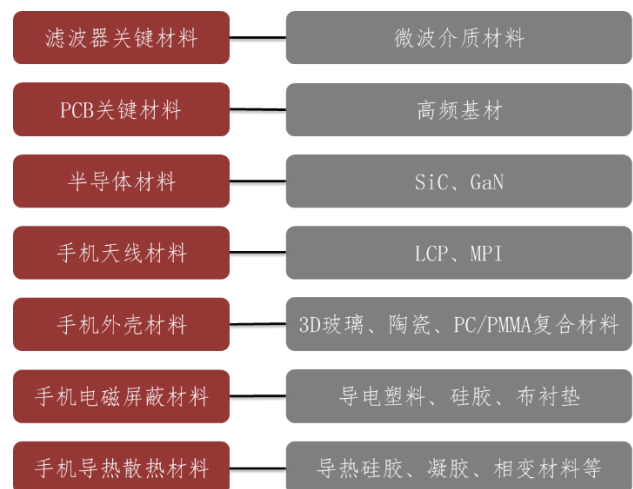 滤波器关键材料
微波介质材料
PCB关键材料
高频基材
半导体材料
SiC、GaN
手机天线材料
LCP、MPI
手机外壳材料
3D玻璃、陶瓷、PC/PMMA复合材料
手机电磁屏蔽材料
导电塑料、硅胶、布衬垫
手机导热散热材料
导热硅胶、凝胶、相变材料等